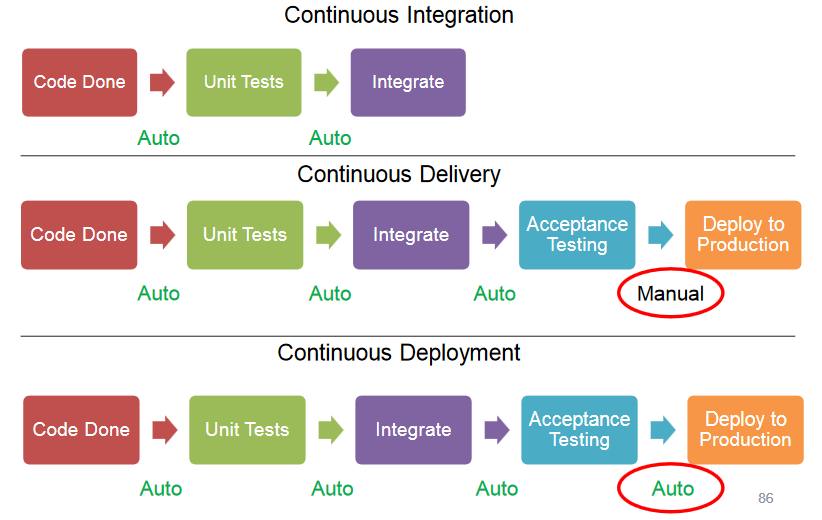 Continuous Integration
Code Done
Unit Tests
Integrate
Auto
Auto
Continuous Delivery
Code Done
Unit Tests
Integrate
Acceptance
Testing
Deploy to
Production
Auto
Auto
Auto
Manual
Continuous Deployment
Code Done
Unit Tests
Integrate
Acceptance
Testing
Deploy to
Production
Auto
Auto
Auto
Auto
86